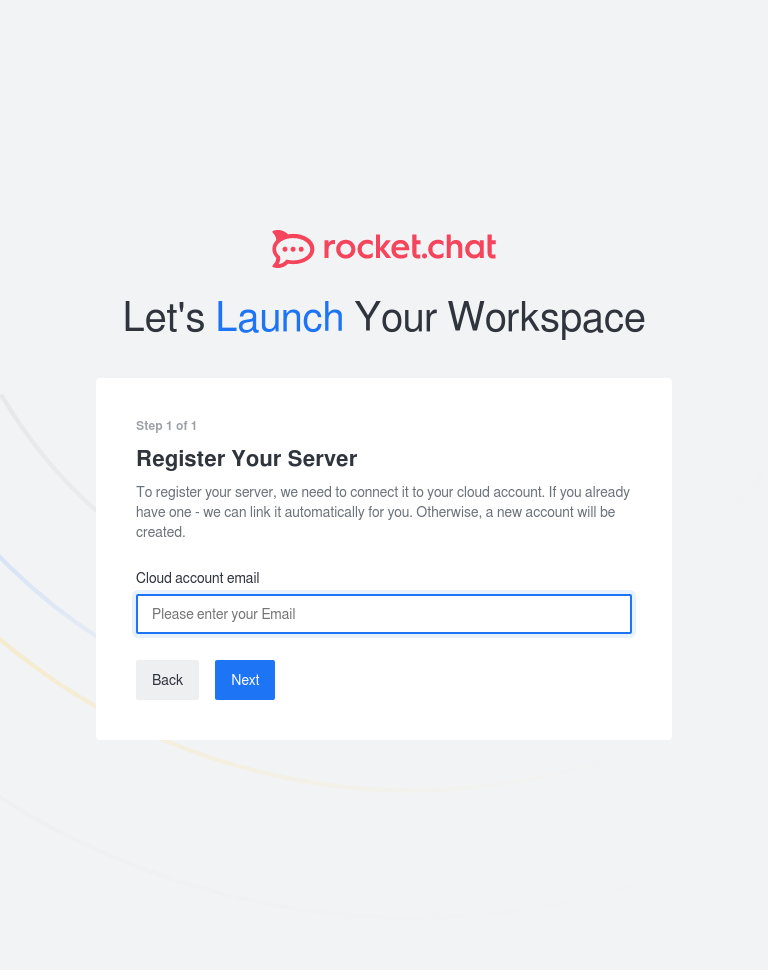 rocket.chat
Let's Launch Your Workspace
Step 1 of 1
Register Your Server
To register your server, we need to connect it to your cloud account. If you already
have one - we can link it automatically for you. Otherwise, a new account will be
created.
Cloud account email
Please enter your Email
Back Next